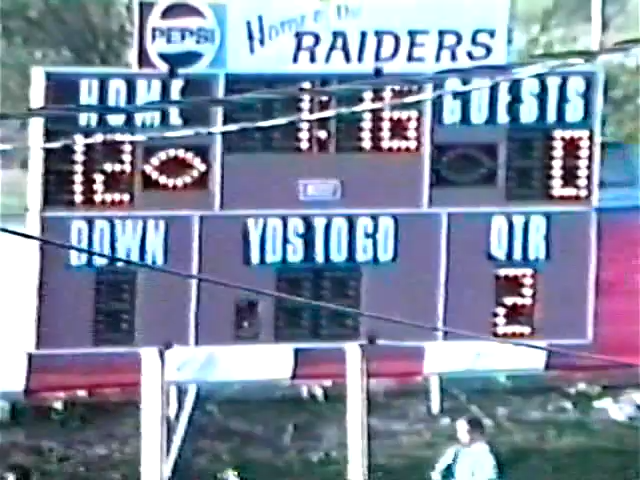 PEPSI
Home of the
RAIDERS
HOME 1:16 GUESTS
12 0
DOWN YDS TO GO QTR
2